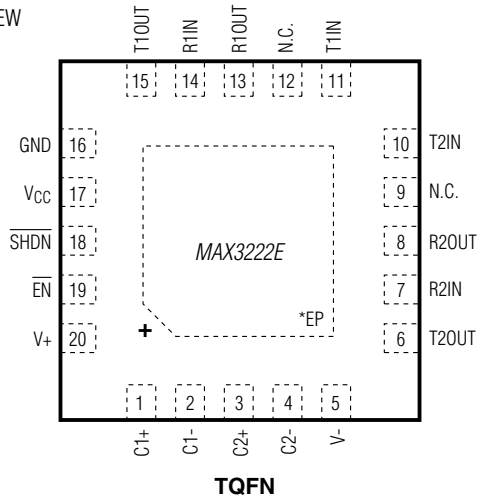 EW
T1OUT
R1IN
R1OUT
N.C.
T1IN
15 14 13 12 11
GND 16
VCC 17
SHDN 18
EN 19
V+ 20
10 T2IN
9 N.C.
8 R2OUT
7 R2IN
6 T2OUT
MAX3222E
*EP
+
1 2 3 4 5
C1+
C1-
C2+
C2-
V-
TQFN